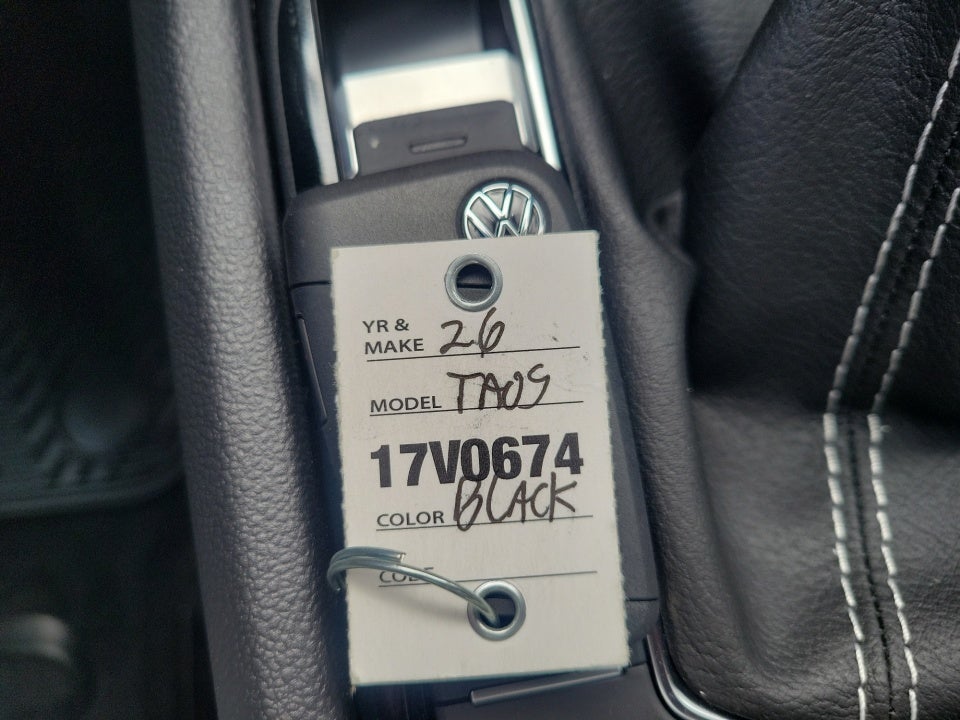 YR &
MAKE 26
MODEL TAOS
17V0674
COLOR BLACK
CODE